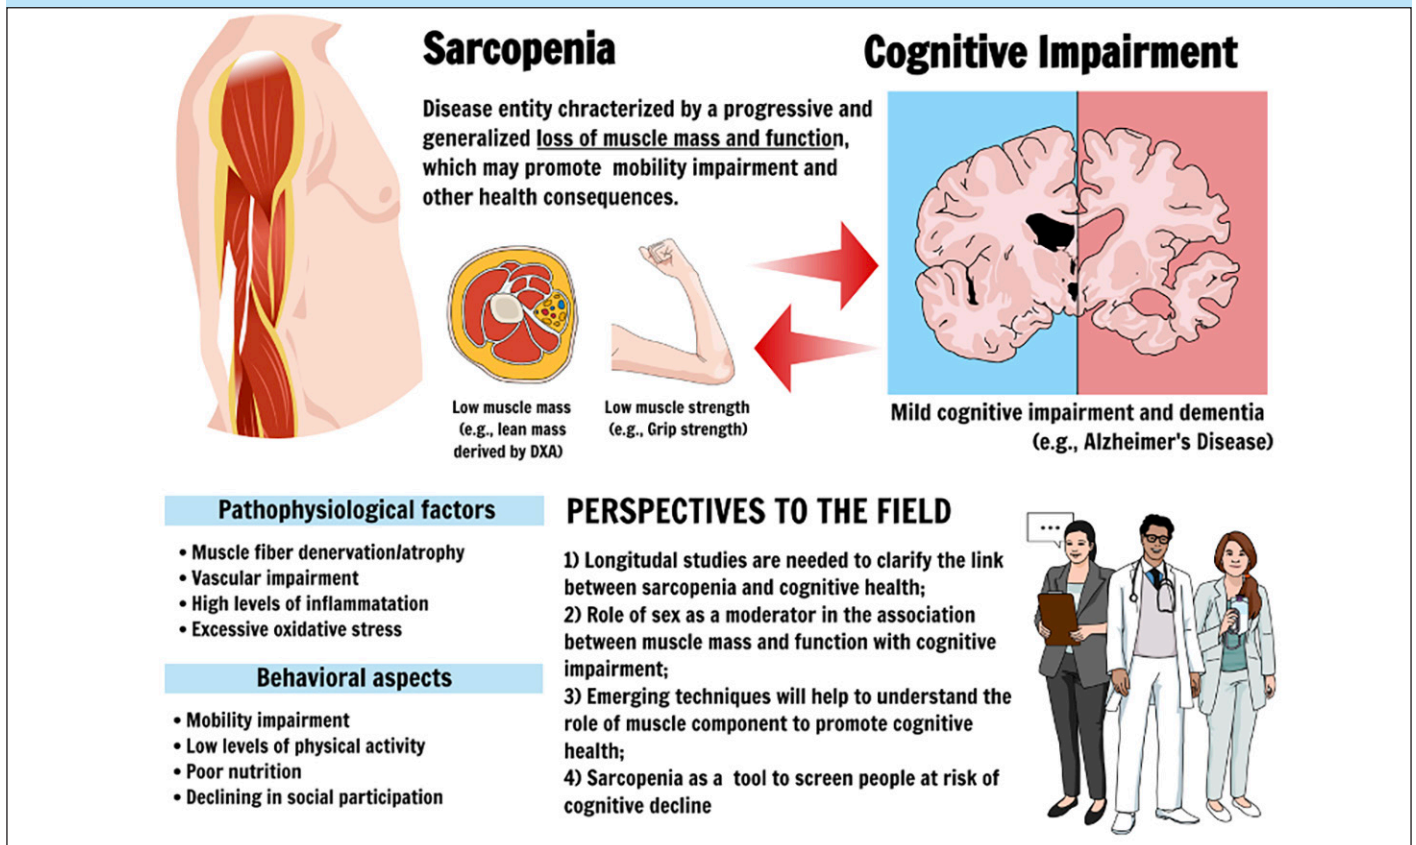 Sarcopenia
Disease entity chracterized by a progressive and
generalized loss of muscle mass and function,
which may promote mobility impairment and
other health consequences.
Low muscle mass
(e.g., lean mass
derived by DXA)
Low muscle strength
(e.g., Grip strength)
Cognitive Impairment
Mild cognitive impairment and dementia
(e.g., Alzheimer's Disease)
Pathophysiological factors
• Muscle fiber denervation/atrophy
• Vascular impairment
• High levels of inflammatation
• Excessive oxidative stress
Behavioral aspects
• Mobility impairment
• Low levels of physical activity
• Poor nutrition
• Declining in social participation
PERSPECTIVES TO THE FIELD
1) Longitudal studies are needed to clarify the link
between sarcopenia and cognitive health;
2) Role of sex as a moderator in the association
between muscle mass and function with cognitive
impairment;
3) Emerging techniques will help to understand the
role of muscle component to promote cognitive
health;
4) Sarcopenia as a tool to screen people at risk of
cognitive decline